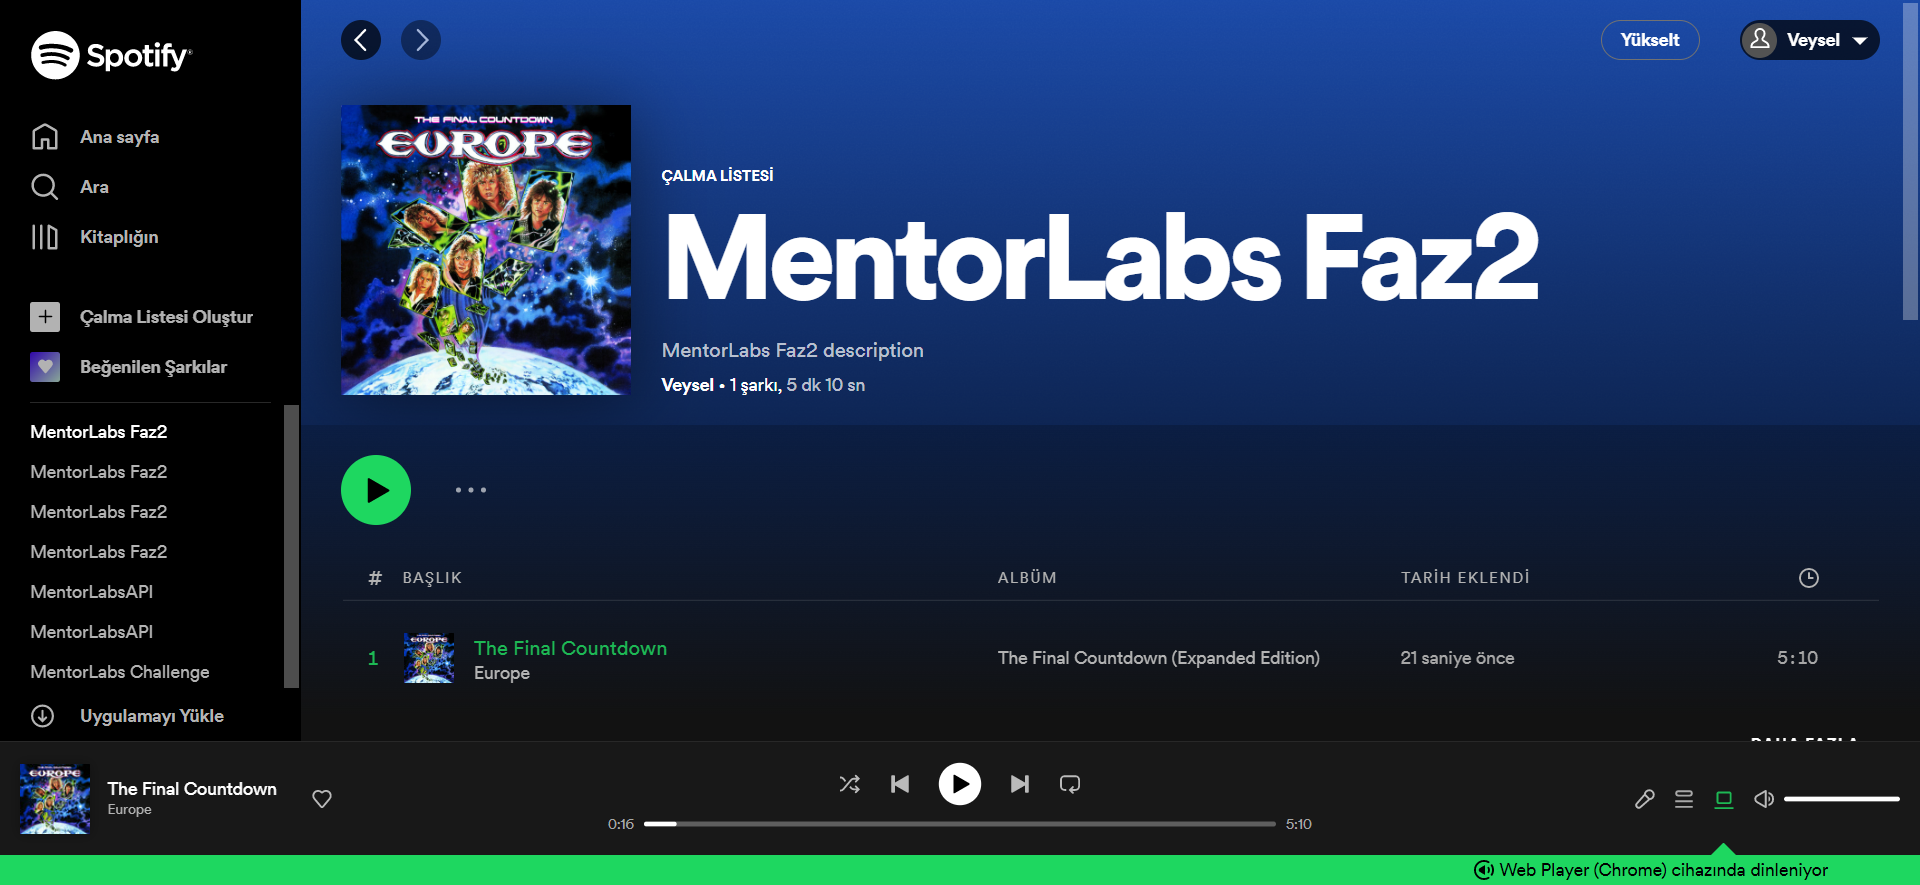 Spotify
Ana sayfa
Ara
Kitaplığın
Çalma Listesi Oluştur
Beğenilen Şarkılar
MentorLabs Faz2
MentorLabs Faz2
MentorLabs Faz2
MentorLabs Faz2
MentorLabsAPI
MentorLabsAPI
MentorLabs Challenge
Uygulamayı Yükle
Yükselt
Veysel
THE FINAL COUNTDOWN
EUROPE
ÇALMA LİSTESİ
MentorLabs Faz2
MentorLabs Faz2 description
Veysel • 1 şarkı, 5 dk 10 sn
# BAŞLIK ALBÜM TARİH EKLENDİ
EUROPE
1 The Final Countdown The Final Countdown (Expanded Edition) 21 saniye önce 5:10
Europe
DAHA FAZLA
EUROPE
The Final Countdown
Europe
0:16 5:10
Web Player (Chrome) cihazında dinleniyor